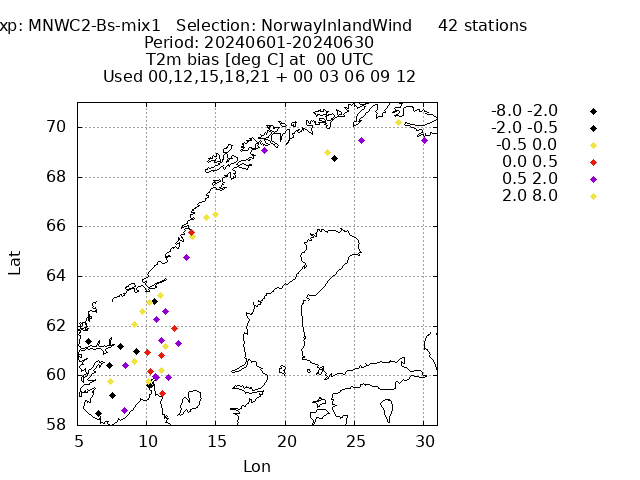 xp: MNWC2-Bs-mix1 Selection: NorwayInlandWind 42 stations
Period: 20240601-20240630
T2m bias [deg C] at 00 UTC
Used 00,12,15,18,21 + 00 03 06 09 12
-8.0 -2.0
-2.0 -0.5
-0.5 0.0
0.0 0.5
0.5 2.0
2.0 8.0
70
68
66
64
62
60
58
Lat
5 10 15 20 25 30
Lon